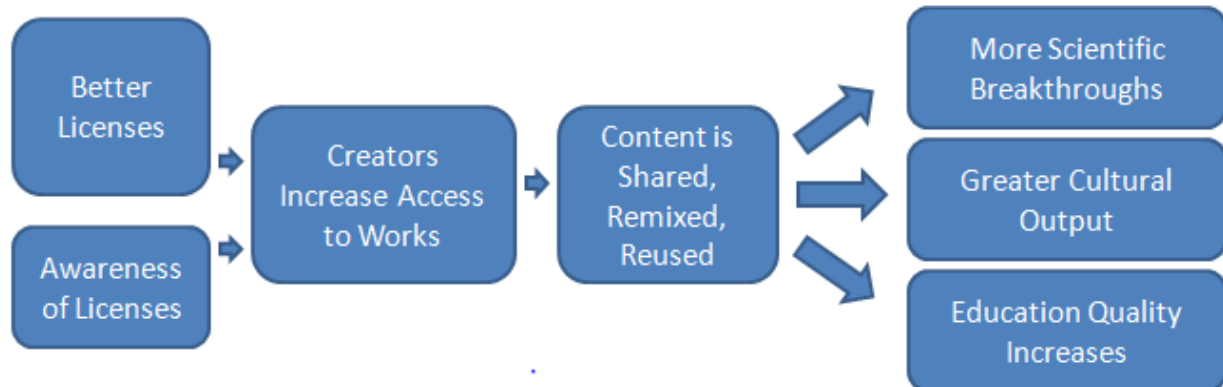 Better
Licenses
Awareness
of Licenses
Creators
Increase Access
to Works
Content is
Shared,
Remixed,
Reused
More Scientific
Breakthroughs
Greater Cultural
Output
Education Quality
Increases